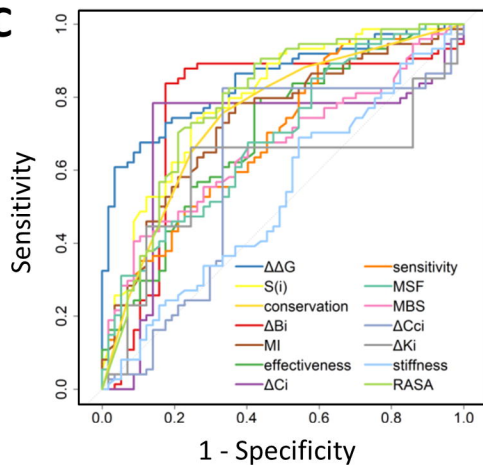 C
1.0
0.8
0.6
0.4
0.2
0.0
Sensitivity
ΔΔG
S(i)
conservation
ΔBi
MI
effectiveness
ΔCi
sensitivity
MSF
MBS
ΔCci
ΔKi
stiffness
RASA
0.0 0.2 0.4 0.6 0.8 1.0
1 - Specificity